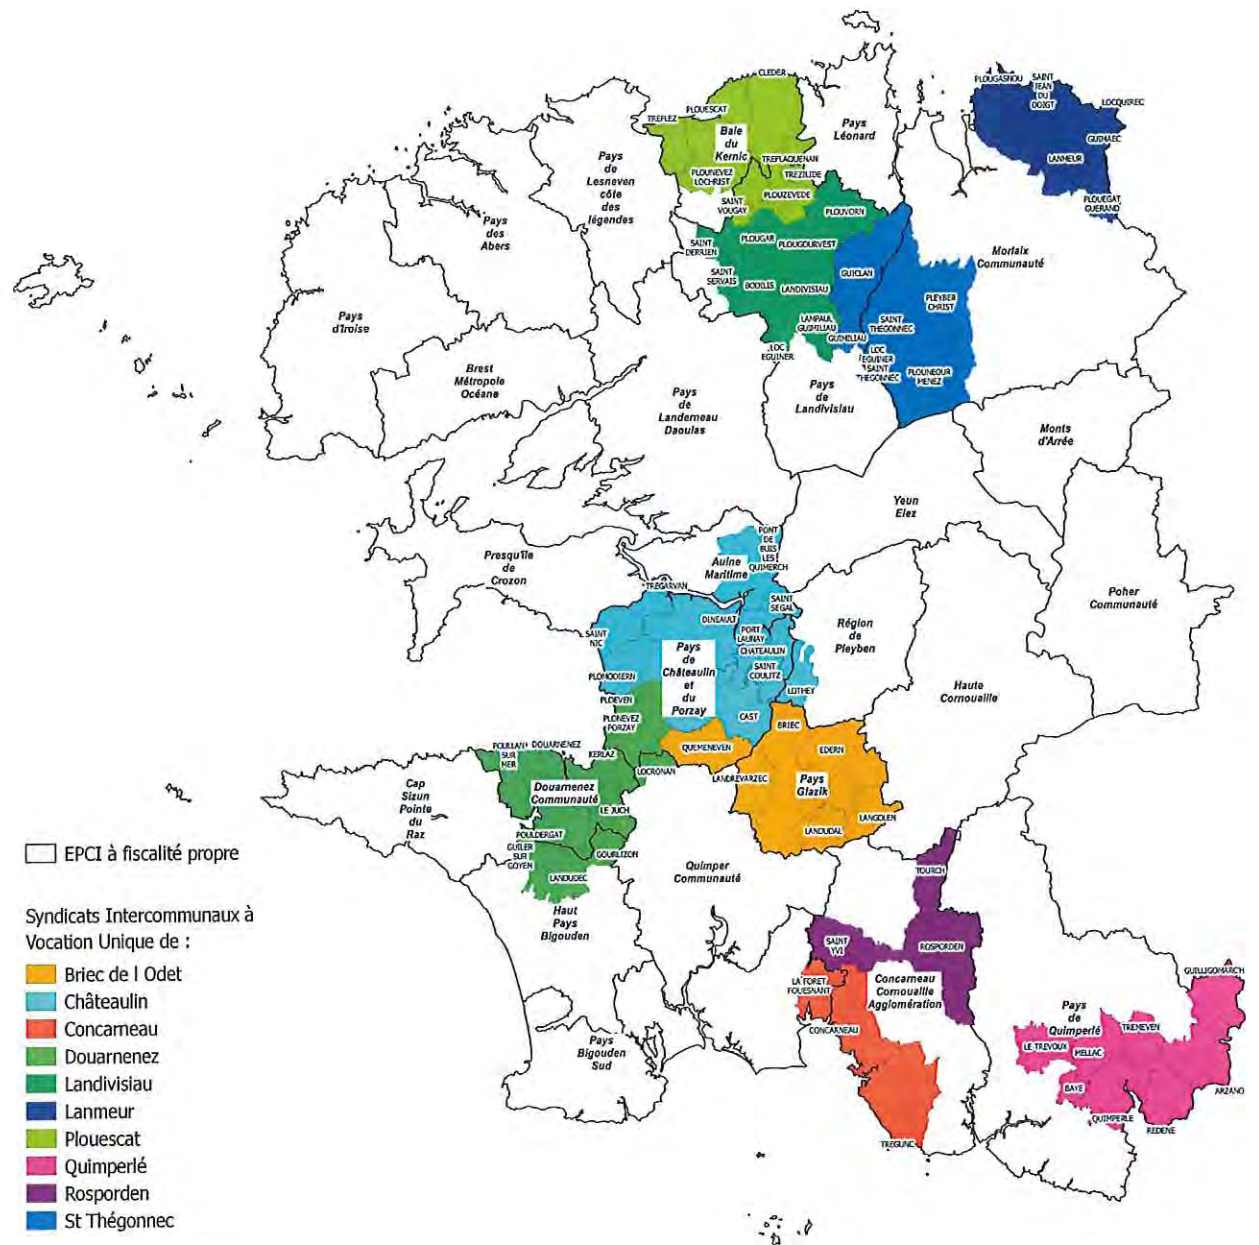 CLEDER
PLOUESCAT
TREFLEZ
Baie
du
Kernic
TREFLAOUENAN
TREZILIDE
PLOUNEVEZ
LOCHRIST
PLOUZEVEDE
SAINT
VOUGAY
Pays
Léonard
PLOUGASNOU
SAINT
JEAN
DU
DOIGT
LOCQUIREC
GUIMAEC
LANMEUR
PLOUEGAT
GUERAND
Pays
de
Lesneven
côte
des
légendes
Pays
des
Abers
Pays
d'Iroise
Brest
Métropole
Océane
PLOUVORN
PLOUGAR
PLOUGOURVEST
SAINT
DERRIEN
SAINT
SERVAIS
BODILIS
LANDIVISIAU
LAMPAUL
GUIMILIAU
LOC
EGUINER
GUICLAN
GUIMILIAU
Morlaix
Communauté
PLEYBER
CHRIST
SAINT
THEGONNEC
LOC
EGUINER
SAINT
THEGONNEC
PLOUNEOUR
MENEZ
Pays
de
Landerneau
Daoulas
Pays
de
Landivisiau
Monts
d'Arrée
Yeun
Elez
Presqu'île
de
Crozon
Aulne
Maritime
PONT
DE
BUIS
LES
QUIMERCH
TREGARVAN
DINEAULT
SAINT
SEGAL
PORT
LAUNAY
CHATEAULIN
SAINT
COULITZ
SAINT
NIC
PLOMODIERN
Pays
de
Châteaulin
et
du
Porzay
LOTHEY
CAST
Région
de
Pleyben
Poher
Communauté
Haute
Cornouaille
PLOEVEN
PLONEVEZ
PORZAY
QUEMENEVEN
BRIEC
EDERN
LANDREVARZEC
Pays
Glazik
LANGOLEN
LANDUDAL
POULLAN
SUR
MER
DOUARNENEZ
KERLAZ
LOCRONAN
Douarnenez
Communauté
LE JUCH
POULDERGAT
GUILER
SUR
GOYEN
GOURLIZON
LANDUDEC
Cap
Sizun
Pointe
du
Raz
Haut
Pays
Bigouden
Quimper
Communauté
Pays
Bigouden
Sud
TOURCH
SAINT
YVI
ROSPORDEN
LA FORET
FOUESNANT
Concarneau
Cornouaille
Agglomération
CONCARNEAU
TREGUNC
Pays
de
Quimperlé
GUILLIGOMARC'H
TREMEVEN
LE TREVOUX
MELLAC
BAYE
QUIMPERLE
REDENE
ARZANO
EPCI à fiscalité propre
Syndicats Intercommunaux à
Vocation Unique de :
Briec de l Odet
Châteaulin
Concarneau
Douarnenez
Landivisiau
Lanmeur
Plouescat
Quimperlé
Rosporden
St Thégonnec